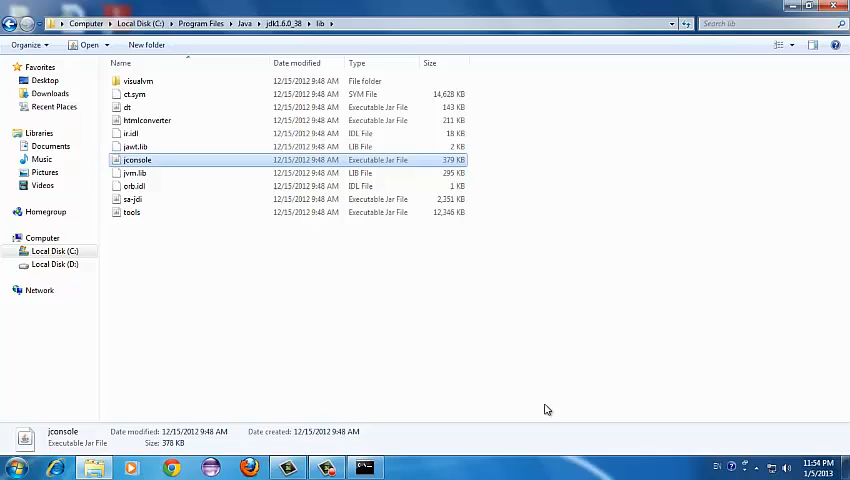 Computer ▸ Local Disk (C:) ▸ Program Files ▸ Java ▸ jdk1.6.0_38 ▸ lib ▸ Search lib
Organize Open New folder
Name Date modified Type Size
Favorites
Desktop
Downloads
Recent Places
Libraries
Documents
Music
Pictures
Videos
Homegroup
Computer
Local Disk (C:)
Local Disk (D:)
Network
visualvm 12/15/2012 9:48 AM File folder
ct.sym 12/15/2012 9:48 AM SYM File 14,628 KB
dt 12/15/2012 9:48 AM Executable Jar File 143 KB
htmlconverter 12/15/2012 9:48 AM Executable Jar File 211 KB
ir.idl 12/15/2012 9:48 AM IDL File 18 KB
jawt.lib 12/15/2012 9:48 AM LIB File 2 KB
jconsole 12/15/2012 9:48 AM Executable Jar File 379 KB
jvm.lib 12/15/2012 9:48 AM LIB File 295 KB
orb.idl 12/15/2012 9:48 AM IDL File 1 KB
sa-jdi 12/15/2012 9:48 AM Executable Jar File 2,351 KB
tools 12/15/2012 9:48 AM Executable Jar File 12,346 KB
jconsole Date modified: 12/15/2012 9:48 AM Date created: 12/15/2012 9:48 AM
Executable Jar File Size: 378 KB
EN 11:54 PM
1/5/2013